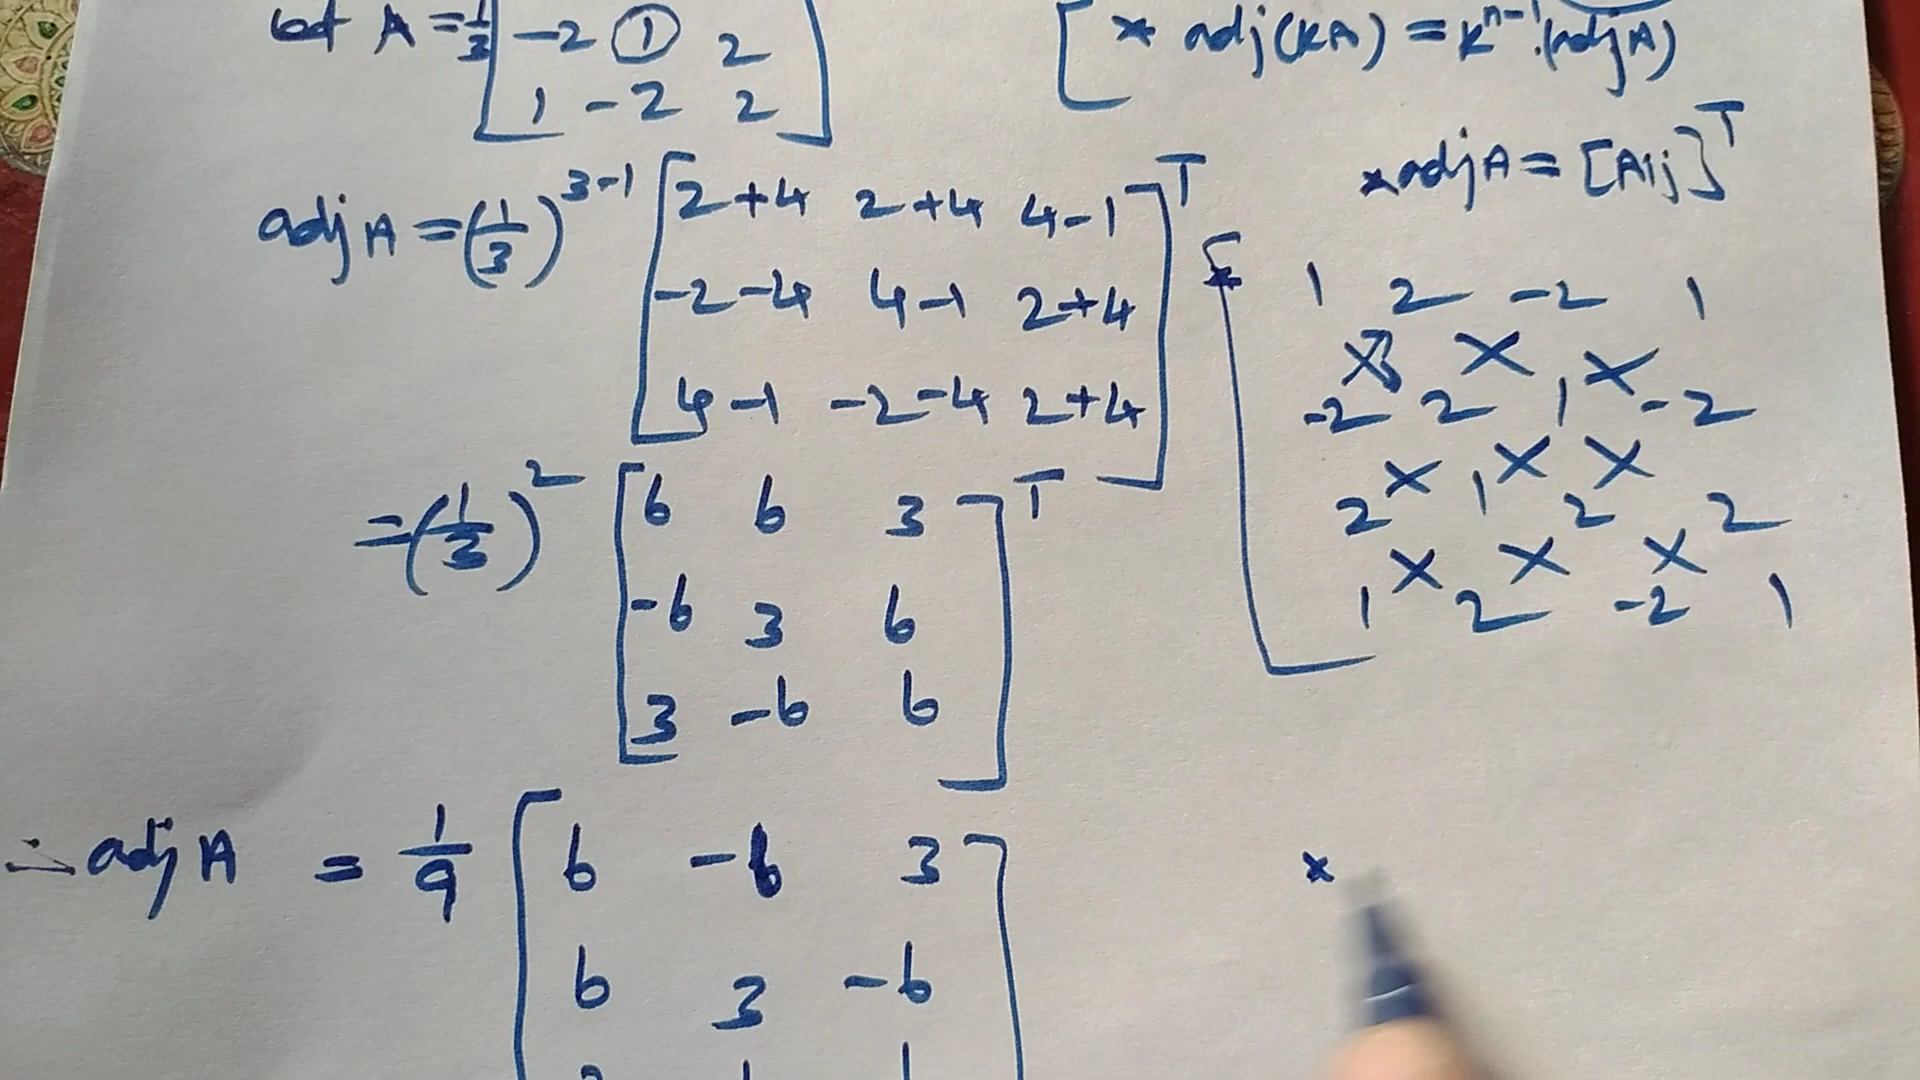 let A = 1/3 [ -2 ① 2
1 -2 2 ]
[ * adj(KA) = K^(n-1).(adjA)
* adjA = [Aij]^T
adj A = (1/3)^(3-1) [ 2+4 2+4 4-1
-2-4 4-1 2+4
4-1 -2-4 2+4 ]^T
= (1/3)^2 [ 6 6 3
-6 3 6
3 -6 6 ]^T
∴ adj A = 1/9 [ 6 -6 3
6 3 -6
[ * 1 2 -2 1
× × ×
-2 2 1 -2
× × ×
2 1 2 2
× × ×
1 2 -2 1
*